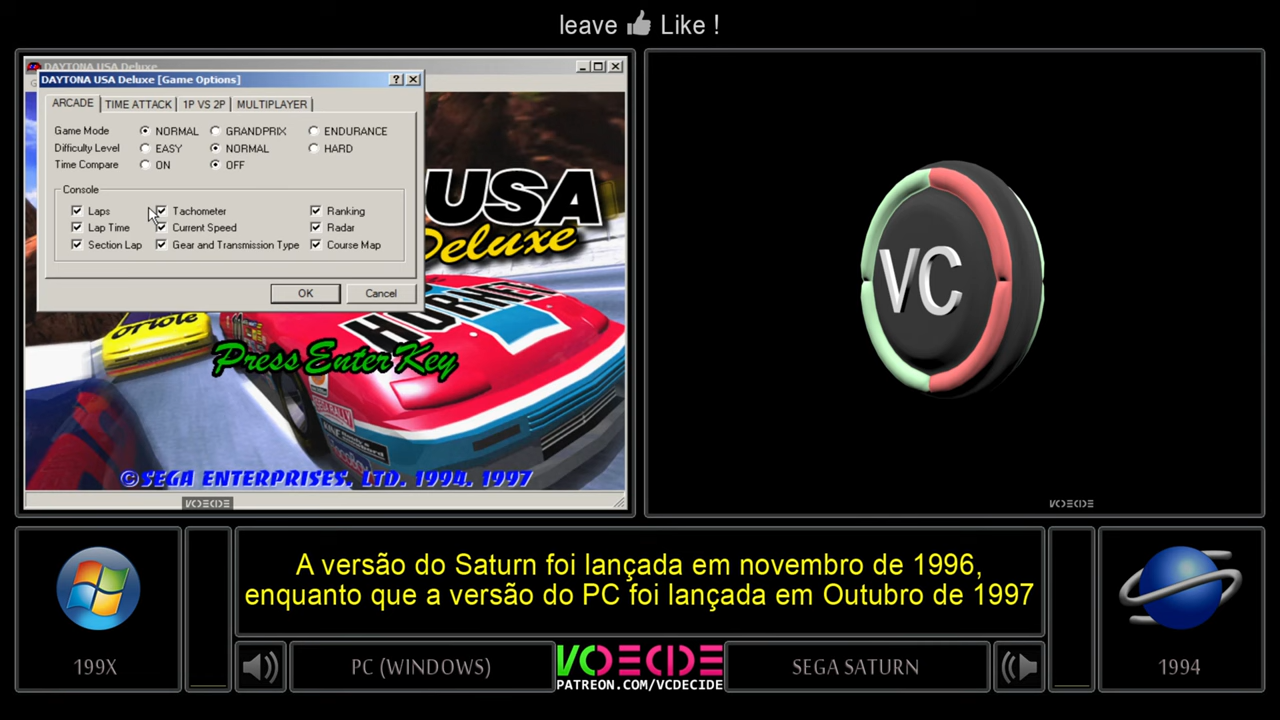 leave Like !
DAYTONA USA Deluxe
DAYTONA USA Deluxe [Game Options]
ARCADE TIME ATTACK 1P VS 2P MULTIPLAYER
Game Mode NORMAL GRANDPRIX ENDURANCE
Difficulty Level EASY NORMAL HARD
Time Compare ON OFF
Console
Laps Tachometer Ranking
Lap Time Current Speed Radar
Section Lap Gear and Transmission Type Course Map
OK Cancel
USA
Deluxe
HORNET
ORIOLE
Press Enter Key
©SEGA ENTERPRISES, LTD. 1994, 1997
VCDECIDE
VC
VCDECIDE
A versão do Saturn foi lançada em novembro de 1996,
enquanto que a versão do PC foi lançada em Outubro de 1997
199X
PC (WINDOWS)
VCDECIDE
PATREON.COM/VCDECIDE
SEGA SATURN
1994